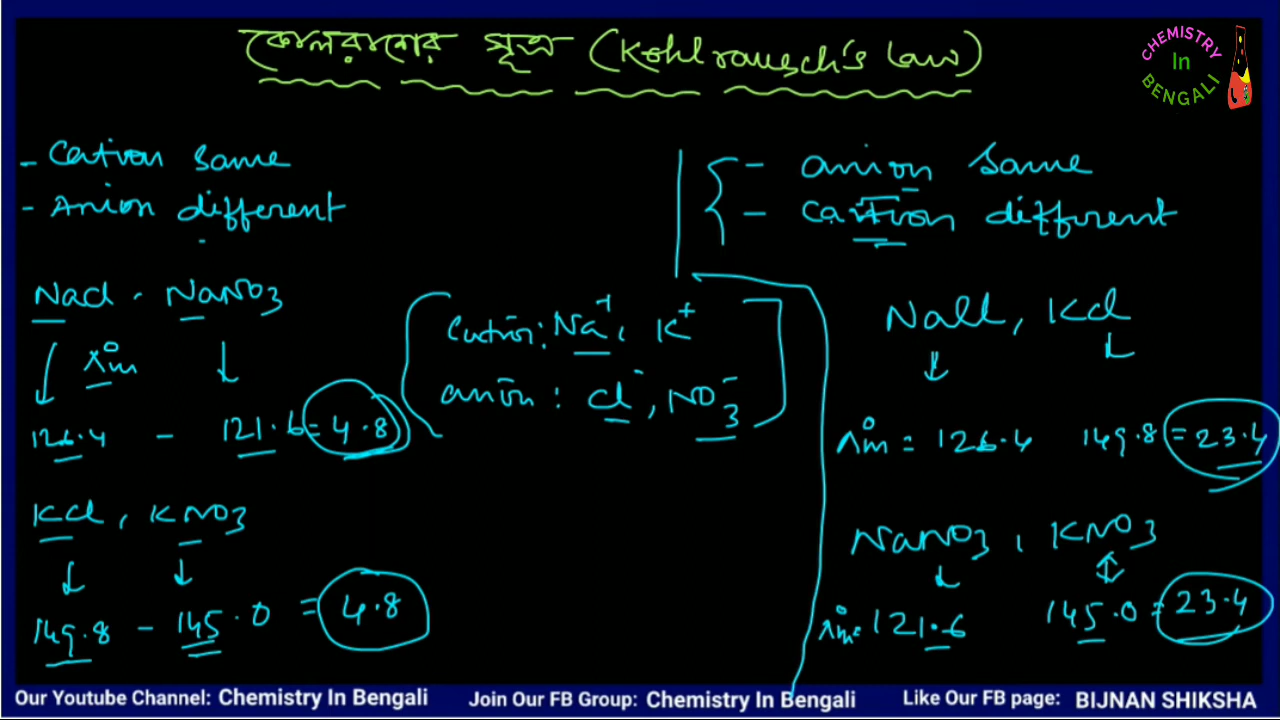 কোলরাশের সূত্র (Kohlrausch's Law)
CHEMISTRY
In
BENGALI
- Cation same
- Anion different
- anion same
- Cation different
NaCl, NaNO3
Λ°m
126.4 - 121.6 = 4.8
KCl, KNO3
149.8 - 145.0 = 4.8
Cation: Na+, K+
anion: Cl-, NO3-
NaCl, KCl
Λ°m = 126.4 149.8 = 23.4
NaNO3, KNO3
Λ°m = 121.6 145.0 = 23.4
Our Youtube Channel: Chemistry In Bengali Join Our FB Group: Chemistry In Bengali Like Our FB page: BIJNAN SHIKSHA